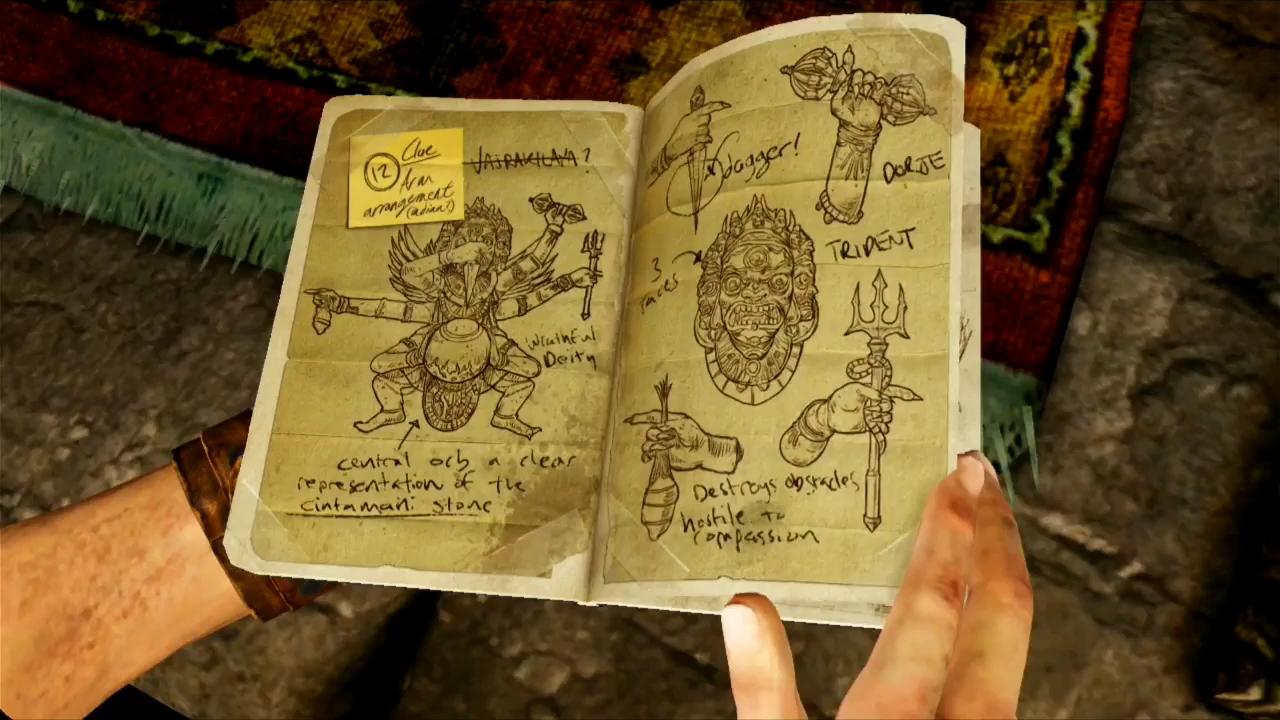 12
Clue
Arm
arrangement
VAJRAKILAYA?
Wrathful
Deity
central orb a clear
representation of the
cintamani stone
dagger!
DORJE
3
faces
TRIDENT
Destroys obstacles
hostile to
compassion